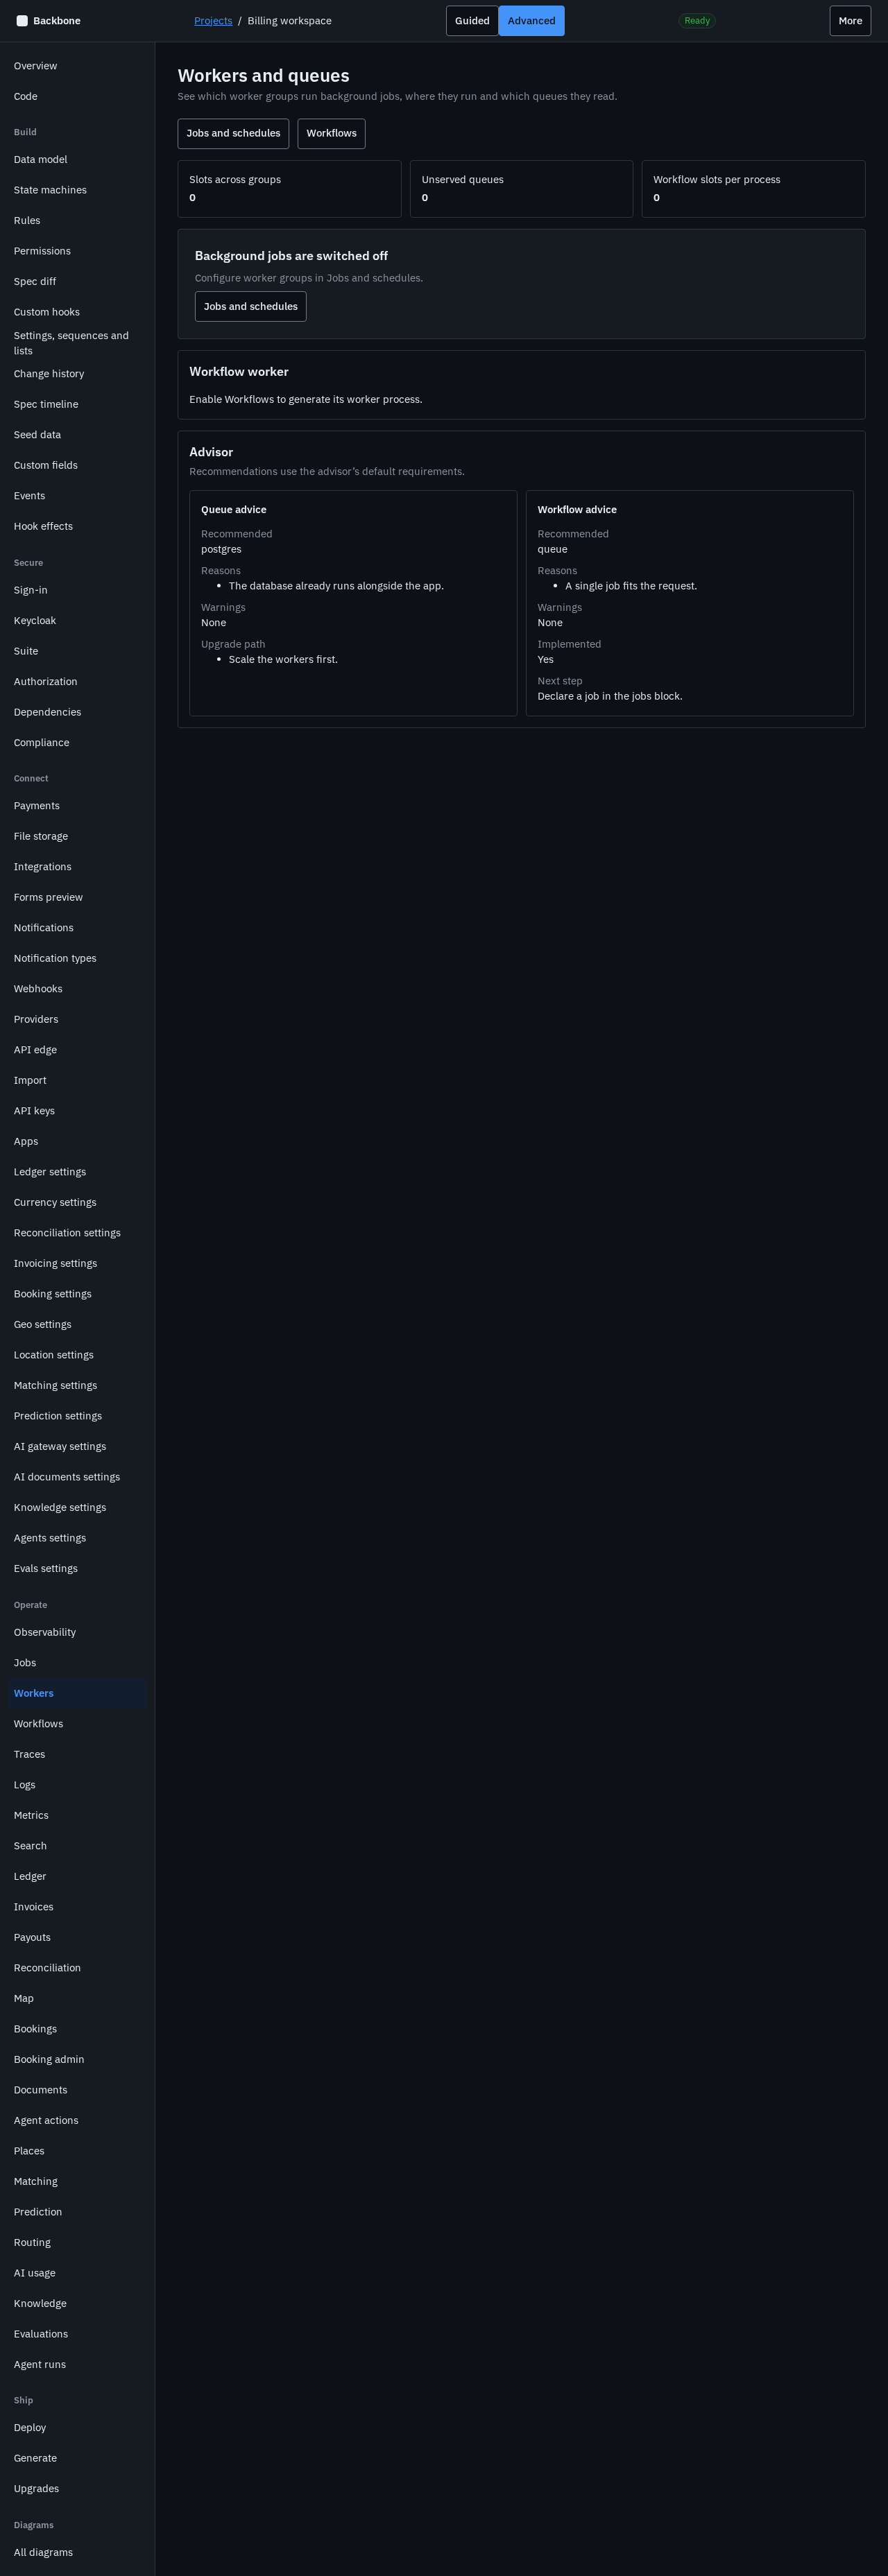 Backbone
Projects / Billing workspace
Guided
Advanced
Ready
More
Overview
Code
Build
Data model
State machines
Rules
Permissions
Spec diff
Custom hooks
Settings, sequences and
lists
Change history
Spec timeline
Seed data
Custom fields
Events
Hook effects
Secure
Sign-in
Keycloak
Suite
Authorization
Dependencies
Compliance
Connect
Payments
File storage
Integrations
Forms preview
Notifications
Notification types
Webhooks
Providers
API edge
Import
API keys
Apps
Ledger settings
Currency settings
Reconciliation settings
Invoicing settings
Booking settings
Geo settings
Location settings
Matching settings
Prediction settings
AI gateway settings
AI documents settings
Knowledge settings
Agents settings
Evals settings
Operate
Observability
Jobs
Workers
Workflows
Traces
Logs
Metrics
Search
Ledger
Invoices
Payouts
Reconciliation
Map
Bookings
Booking admin
Documents
Agent actions
Places
Matching
Prediction
Routing
AI usage
Knowledge
Evaluations
Agent runs
Ship
Deploy
Generate
Upgrades
Diagrams
All diagrams
Workers and queues
See which worker groups run background jobs, where they run and which queues they read.
Jobs and schedules
Workflows
Slots across groups
0
Unserved queues
0
Workflow slots per process
0
Background jobs are switched off
Configure worker groups in Jobs and schedules.
Jobs and schedules
Workflow worker
Enable Workflows to generate its worker process.
Advisor
Recommendations use the advisor’s default requirements.
Queue advice
Recommended
postgres
Reasons
• The database already runs alongside the app.
Warnings
None
Upgrade path
• Scale the workers first.
Workflow advice
Recommended
queue
Reasons
• A single job fits the request.
Warnings
None
Implemented
Yes
Next step
Declare a job in the jobs block.